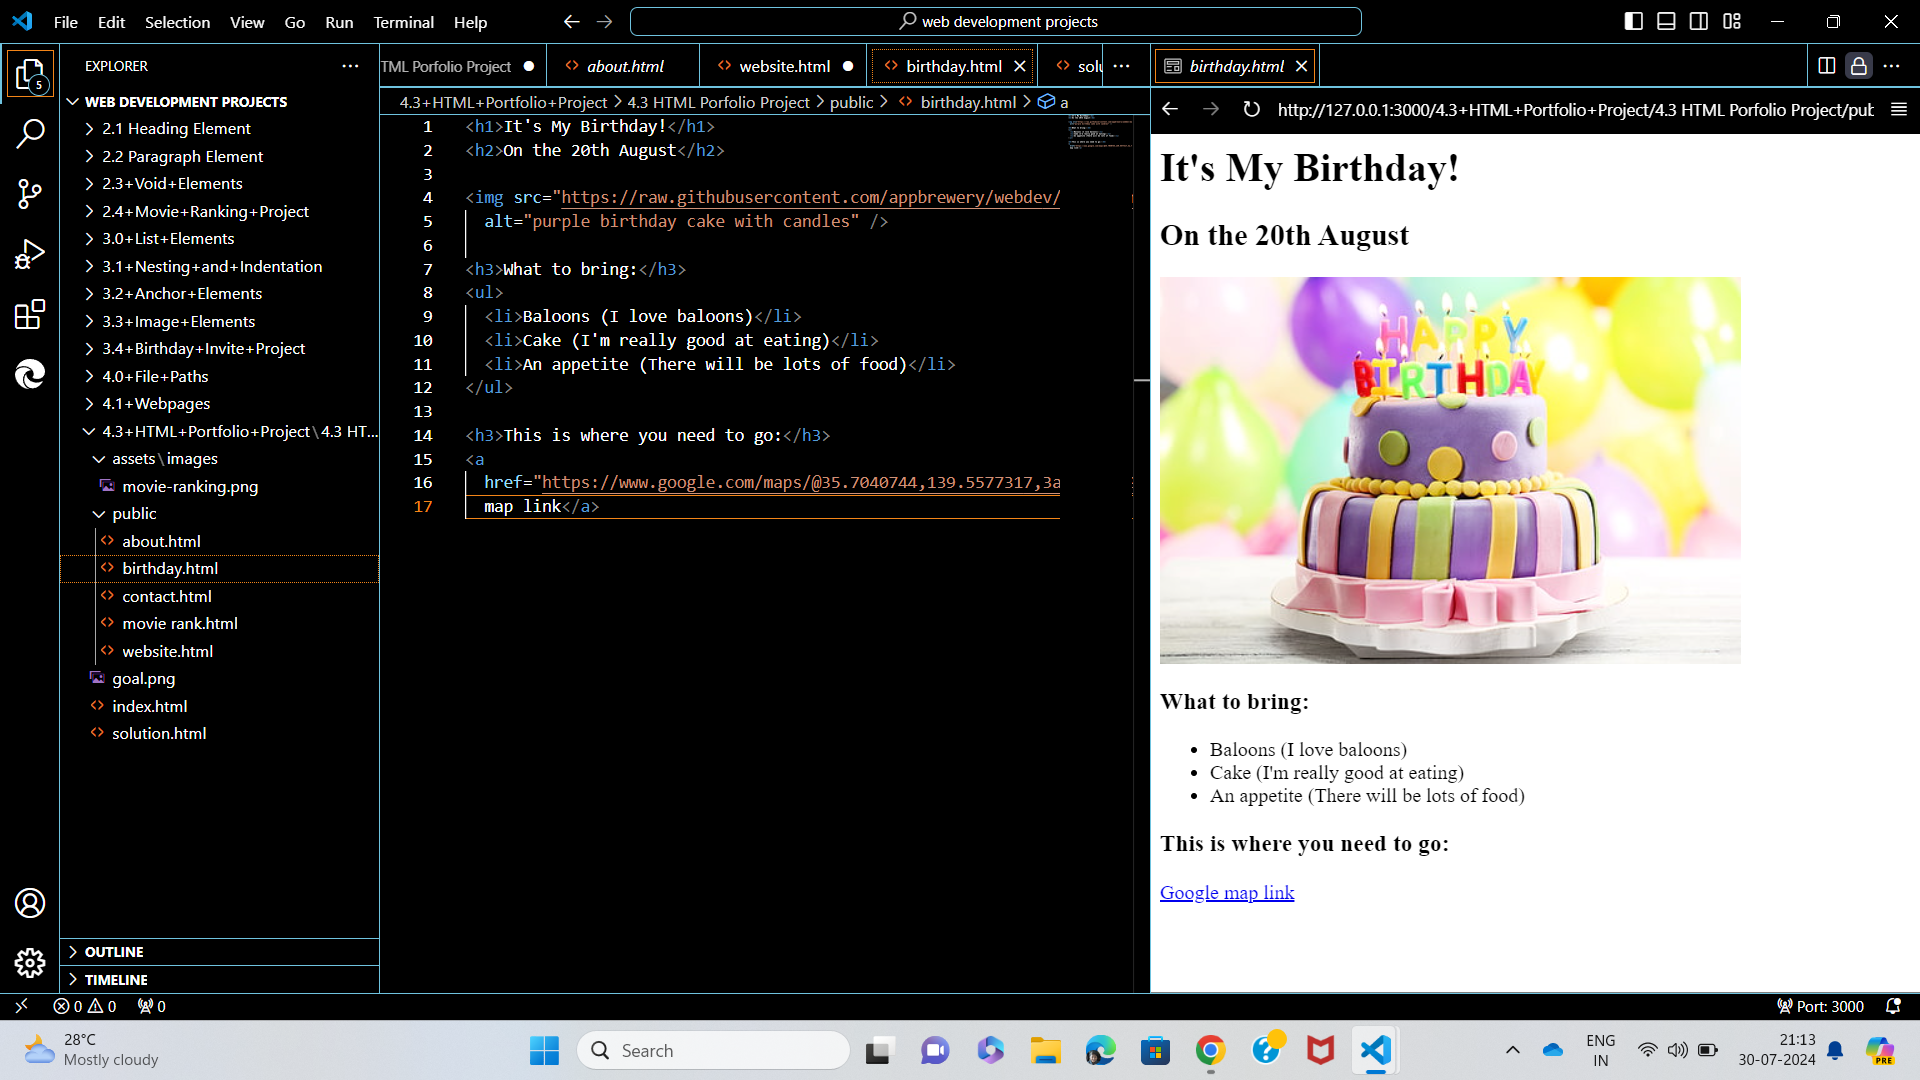 File Edit Selection View Go Run Terminal Help
web development projects
EXPLORER
TML Porfolio Project
about.html
website.html
birthday.html
birthday.html
WEB DEVELOPMENT PROJECTS
4.3+HTML+Portfolio+Project > 4.3 HTML Porfolio Project > public > birthday.html > a
http://127.0.0.1:3000/4.3+HTML+Portfolio+Project/4.3 HTML Porfolio Project/pub
5
2.1 Heading Element
2.2 Paragraph Element
2.3+Void+Elements
2.4+Movie+Ranking+Project
3.0+List+Elements
3.1+Nesting+and+Indentation
3.2+Anchor+Elements
3.3+Image+Elements
3.4+Birthday+Invite+Project
4.0+File+Paths
4.1+Webpages
4.3+HTML+Portfolio+Project\4.3 HT...
assets\images
movie-ranking.png
public
about.html
birthday.html
contact.html
movie rank.html
website.html
goal.png
index.html
solution.html
OUTLINE
TIMELINE
1 <h1>It's My Birthday!</h1>
2 <h2>On the 20th August</h2>
3
4 <img src="https://raw.githubusercontent.com/appbrewery/webdev/
5 alt="purple birthday cake with candles" />
6
7 <h3>What to bring:</h3>
8 <ul>
9 <li>Baloons (I love baloons)</li>
10 <li>Cake (I'm really good at eating)</li>
11 <li>An appetite (There will be lots of food)</li>
12 </ul>
13
14 <h3>This is where you need to go:</h3>
15 <a
16 href="https://www.google.com/maps/@35.7040744,139.5577317,3a
17 map link</a>
It's My Birthday!
On the 20th August
HAPPY
BIRTHDAY
What to bring:
• Baloons (I love baloons)
• Cake (I'm really good at eating)
• An appetite (There will be lots of food)
This is where you need to go:
Google map link
0 0 0
Port: 3000
28°C
Mostly cloudy
Search
ENG
IN
21:13
30-07-2024
PRE